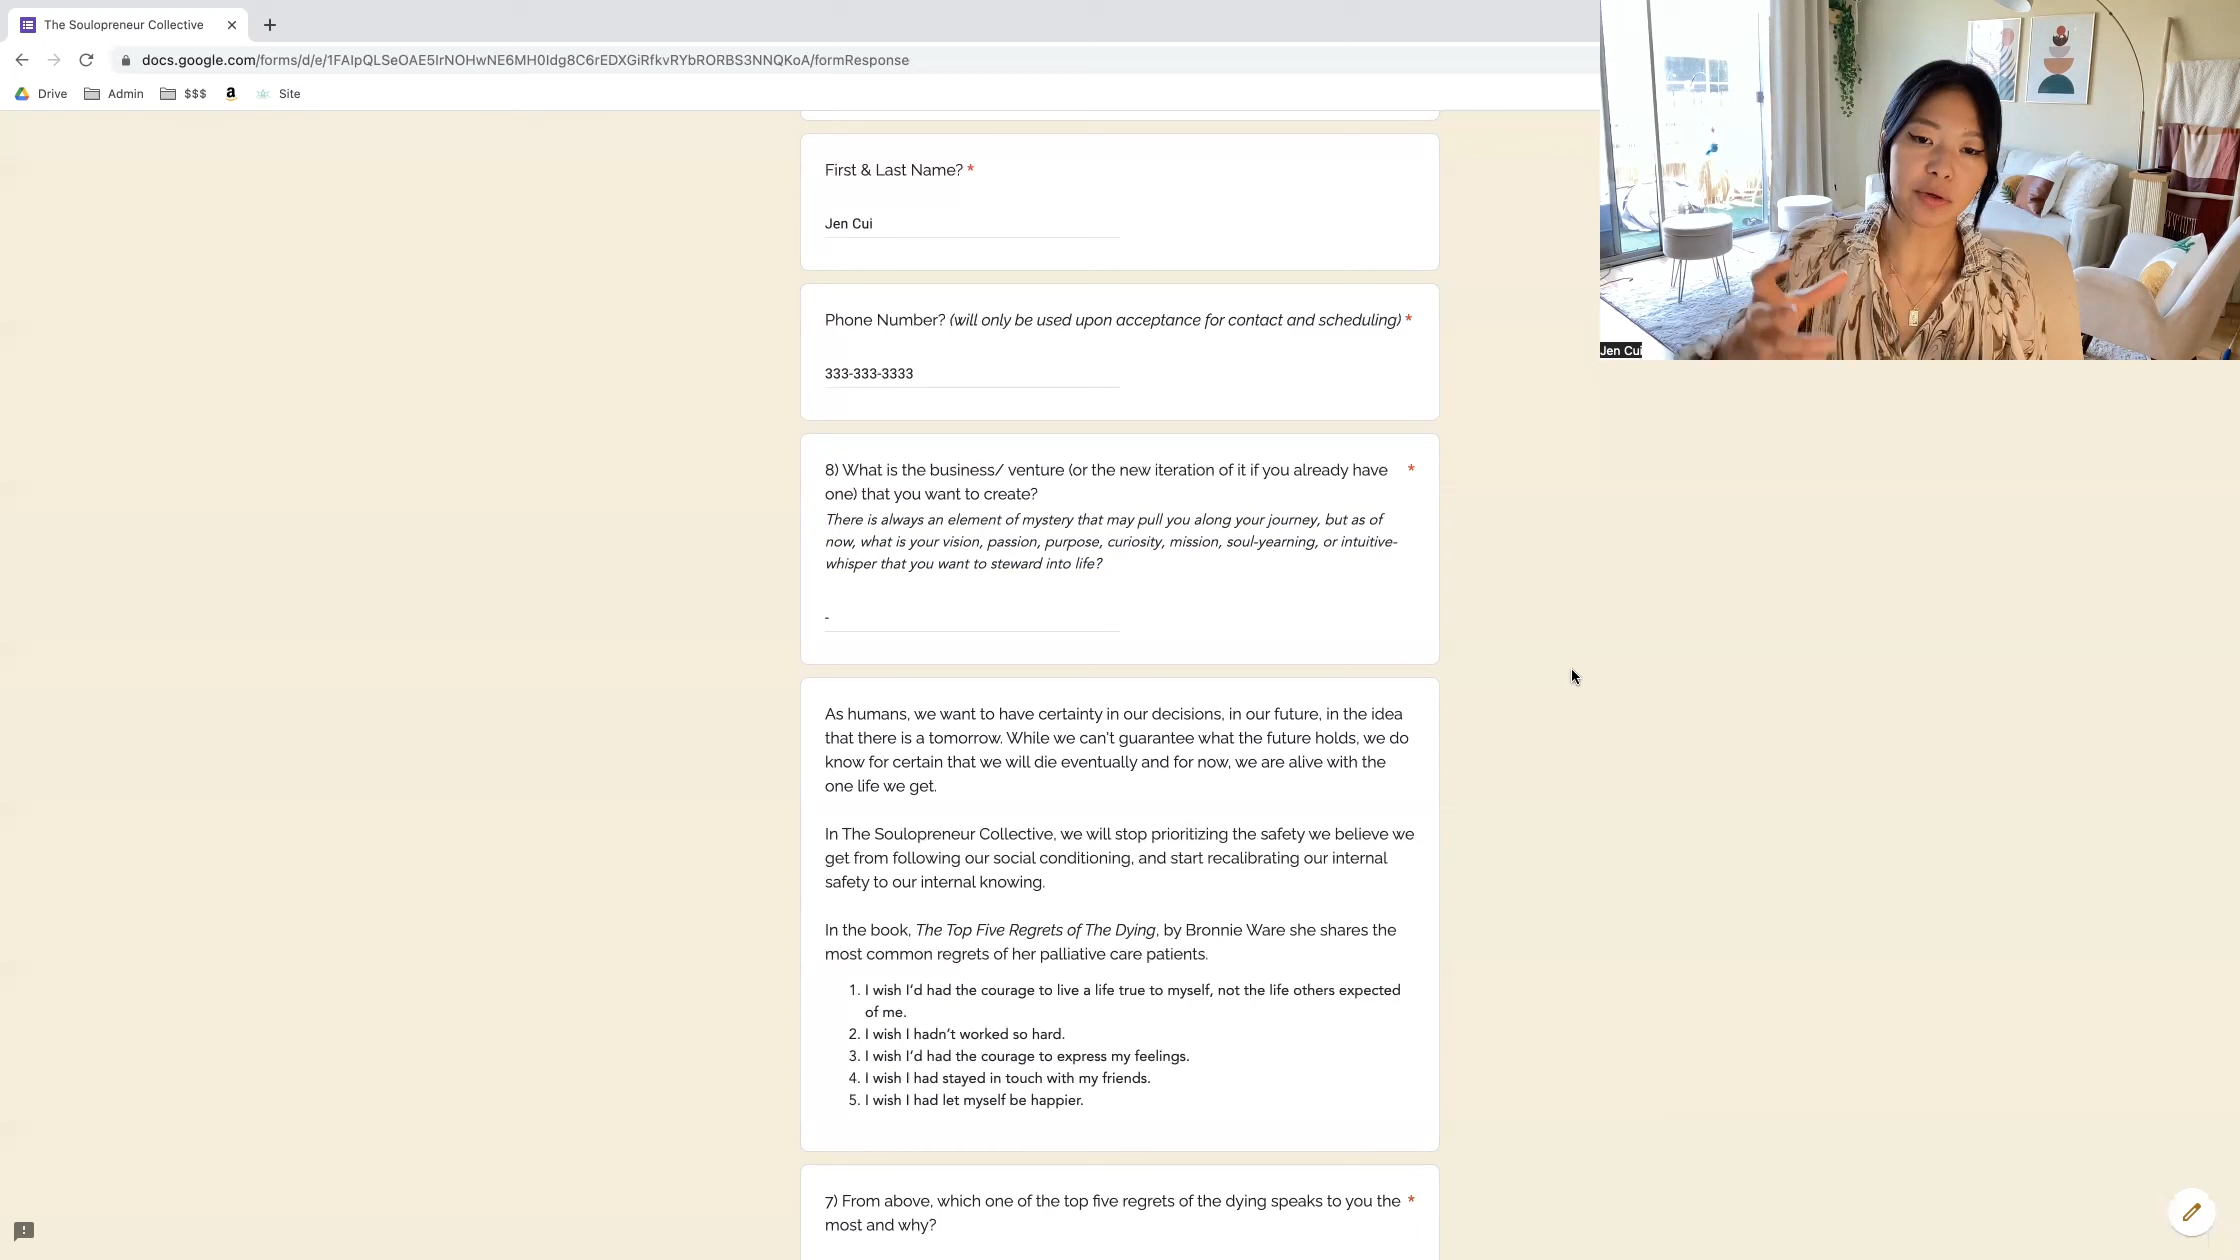 The Soulopreneur Collective
docs.google.com/forms/d/e/1FAIpQLSeOAE5IrNOHwNE6MH0Idg8C6rEDXGiRfkvRYbRORBS3NNQKoA/formResponse
Drive Admin $$$ a Site
First & Last Name? *
Jen Cui
Phone Number? (will only be used upon acceptance for contact and scheduling) *
333-333-3333
8) What is the business/ venture (or the new iteration of it if you already have *
one) that you want to create?
There is always an element of mystery that may pull you along your journey, but as of
now, what is your vision, passion, purpose, curiosity, mission, soul-yearning, or intuitive-
whisper that you want to steward into life?
-
As humans, we want to have certainty in our decisions, in our future, in the idea
that there is a tomorrow. While we can't guarantee what the future holds, we do
know for certain that we will die eventually and for now, we are alive with the
one life we get.
In The Soulopreneur Collective, we will stop prioritizing the safety we believe we
get from following our social conditioning, and start recalibrating our internal
safety to our internal knowing.
In the book, The Top Five Regrets of The Dying, by Bronnie Ware she shares the
most common regrets of her palliative care patients.
1. I wish I'd had the courage to live a life true to myself, not the life others expected
of me.
2. I wish I hadn't worked so hard.
3. I wish I'd had the courage to express my feelings.
4. I wish I had stayed in touch with my friends.
5. I wish I had let myself be happier.
7) From above, which one of the top five regrets of the dying speaks to you the *
most and why?
Jen Cui